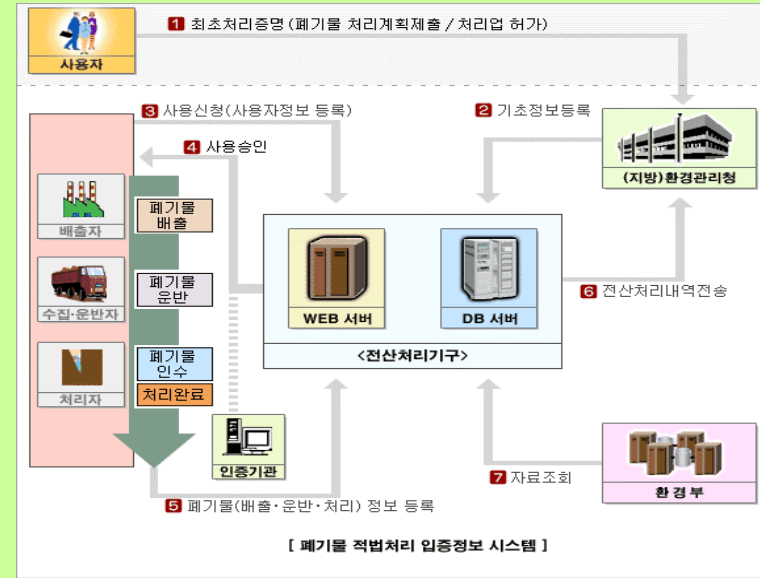 1 최초처리증명 (폐기물 처리계획제출 / 처리업 허가)
사용자
3 사용신청(사용자정보 등록)
2 기초정보등록
4 사용승인
(지방)환경관리청
배출자
폐기물
배출
수집·운반자
폐기물
운반
WEB 서버
DB 서버
6 전산처리내역전송
<전산처리기구>
처리자
폐기물
인수
처리완료
인증기관
7 자료조회
환경부
5 폐기물(배출·운반·처리) 정보 등록
[ 폐기물 적법처리 입증정보 시스템 ]